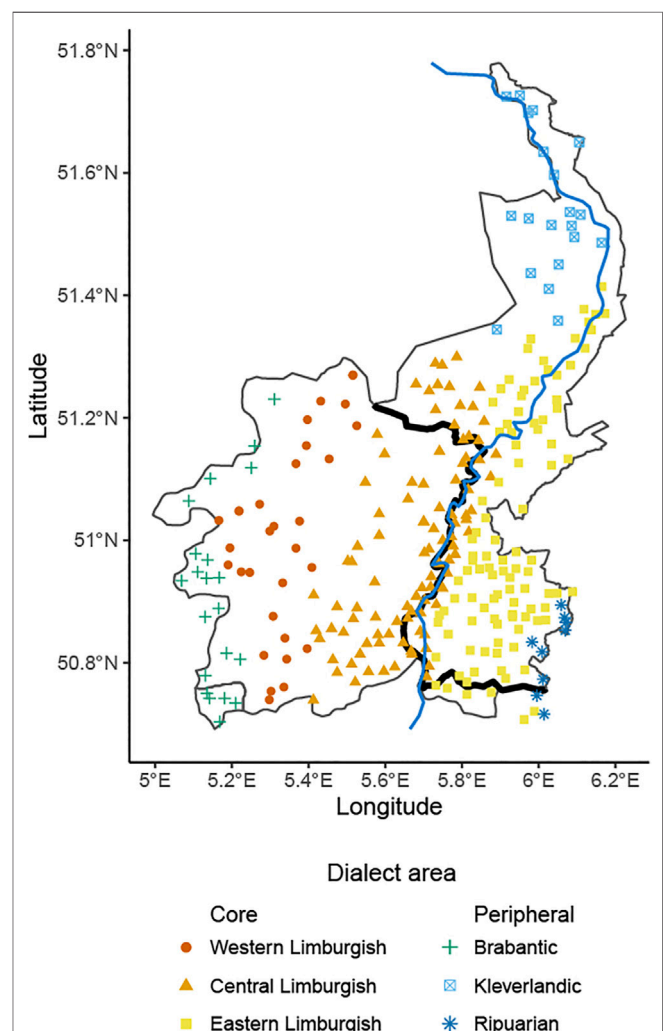 51.8°N
51.6°N
51.4°N
51.2°N
51°N
50.8°N
Latitude
5°E 5.2°E 5.4°E 5.6°E 5.8°E 6°E 6.2°E
Longitude
Dialect area
Core Peripheral
Western Limburgish Brabantic
Central Limburgish Kleverlandic
Eastern Limburgish Ripuarian